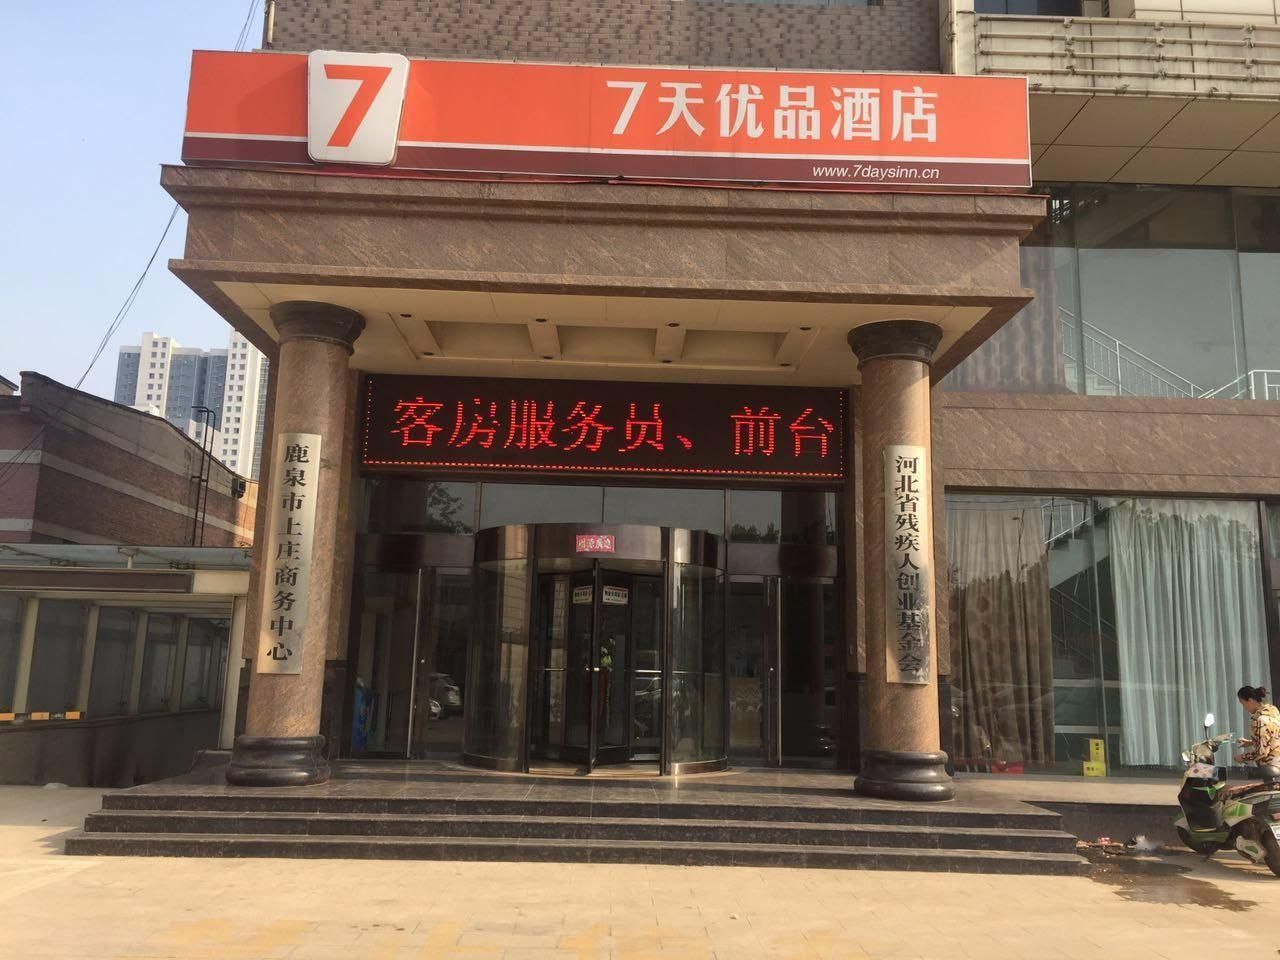 7
7天优品酒店
www.7daysinn.cn
客房服务员、前台
鹿泉市上庄商务中心
河北省残疾人创业基金会